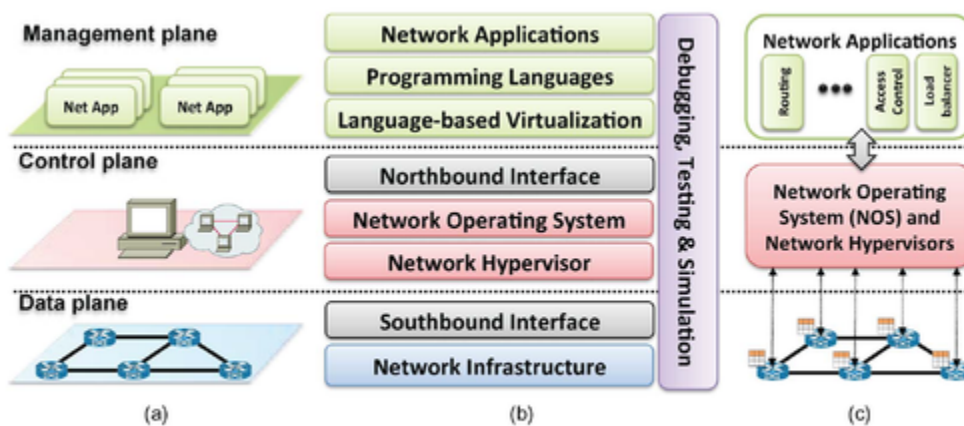 Management plane
Net App
Net App
Control plane
Data plane
(a)
Network Applications
Programming Languages
Language-based Virtualization
Northbound Interface
Network Operating System
Network Hypervisor
Southbound Interface
Network Infrastructure
Debugging, Testing & Simulation
(b)
Network Applications
Routing
•••
Access
Control
Load
balancer
Network Operating
System (NOS) and
Network Hypervisors
(c)